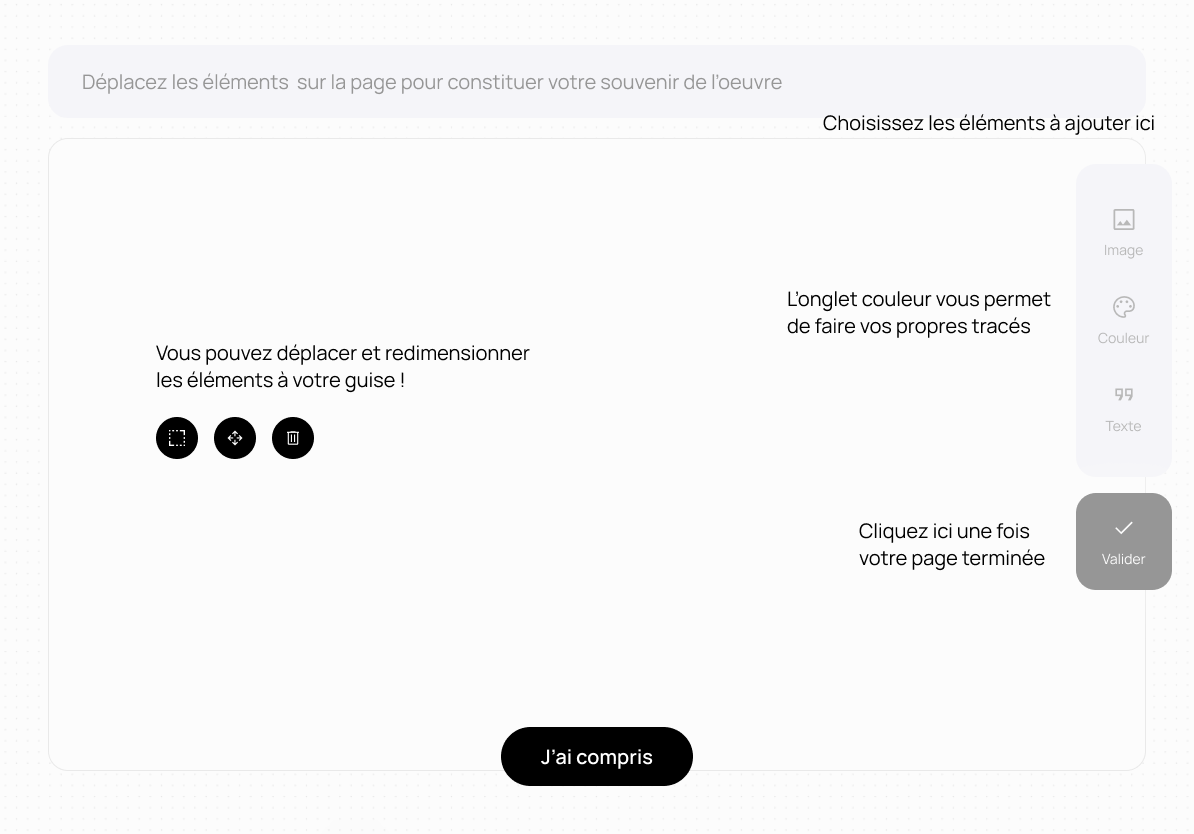 Déplacez les éléments  sur la page pour constituer votre souvenir de l'oeuvre
Choisissez les éléments à ajouter ici
Image
L'onglet couleur vous permet
de faire vos propres tracés
Couleur
Vous pouvez déplacer et redimensionner
les éléments à votre guise !
Texte
Cliquez ici une fois
votre page terminée
Valider
J'ai compris